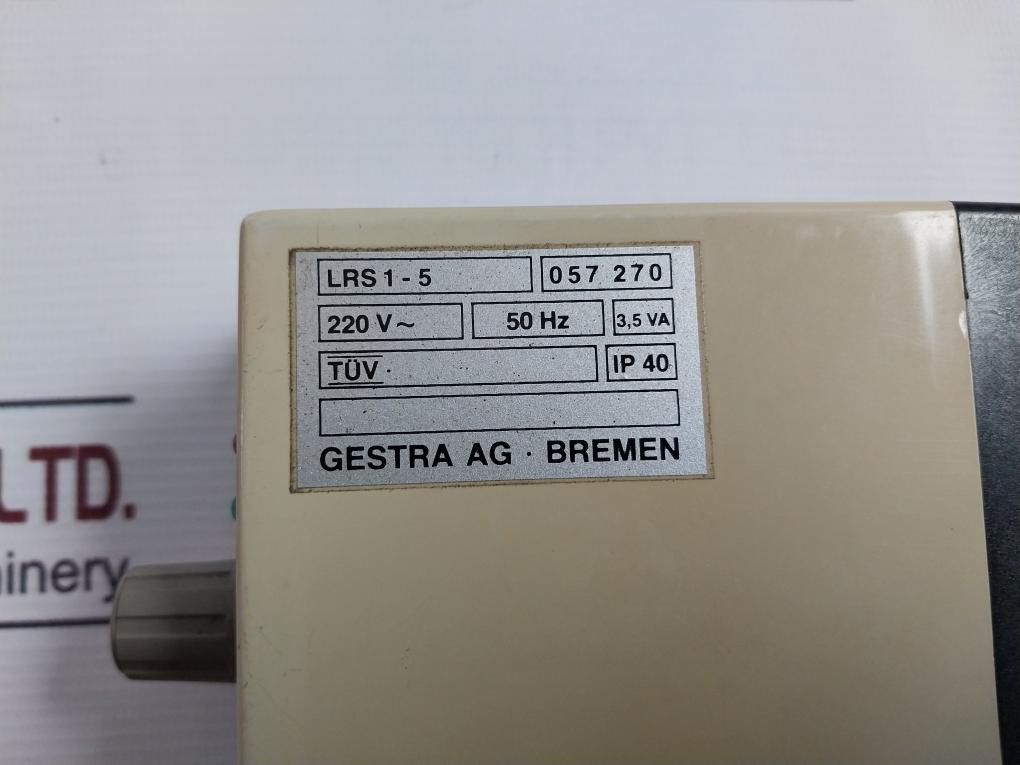 LRS 1 - 5 057 270
220 V ~ 50 Hz 3,5 VA
TÜV · IP 40
GESTRA AG · BREMEN
LTD.
inery